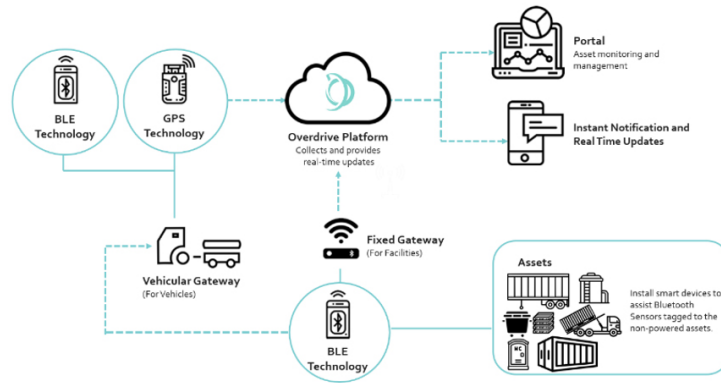 BLE
Technology
GPS
Technology
Overdrive Platform
Collects and provides
real-time updates
Portal
Asset monitoring and
management
Instant Notification and
Real Time Updates
Vehicular Gateway
(For Vehicles)
Fixed Gateway
(For Facilities)
BLE
Technology
Assets
WC
Install smart devices to
assist Bluetooth
Sensors tagged to the
non-powered assets.